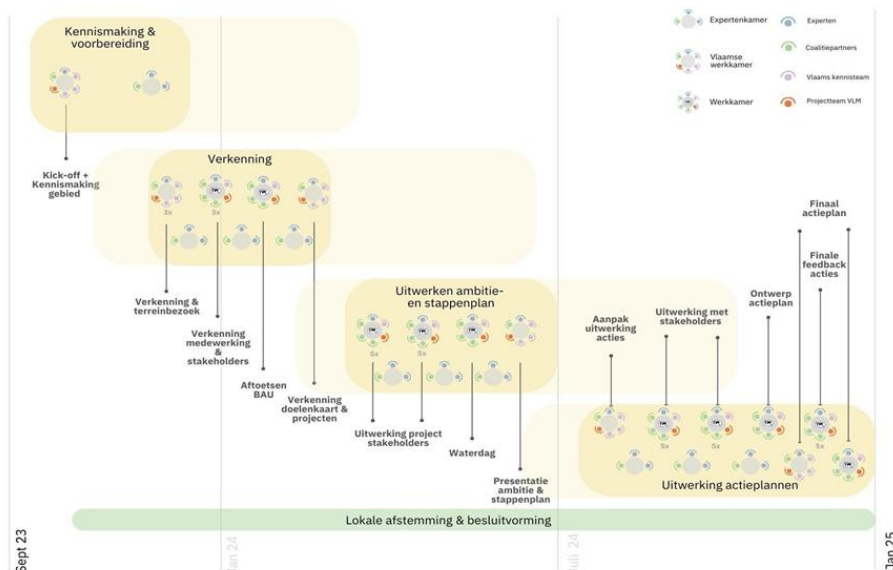 Kennismaking &
voorbereiding
Expertenkamer
Experten
Vlaamse
werkkamer
Coalitiepartners
Vlaams kennisteam
Werkkamer
Projectteam VLM
Kick-off +
Kennismaking
gebied
Verkenning
3x
3x
Verkenning &
terreinbezoek
Verkenning
medewerking
&
stakeholders
Aftoetsen
BAU
Verkenning
doelenkaart &
projecten
Uitwerken ambitie-
en stappenplan
5x
5x
Uitwerking project
stakeholders
Waterdag
Presentatie
ambitie &
stappenplan
Aanpak
uitwerking
acties
Uitwerking met
stakeholders
Ontwerp
actieplan
Finaal
actieplan
Finale
feedback
acties
5x
5x
5x
Uitwerking actieplannen
Lokale afstemming & besluitvorming
Sept 23
Jan 24
Juli 24
Jan 25